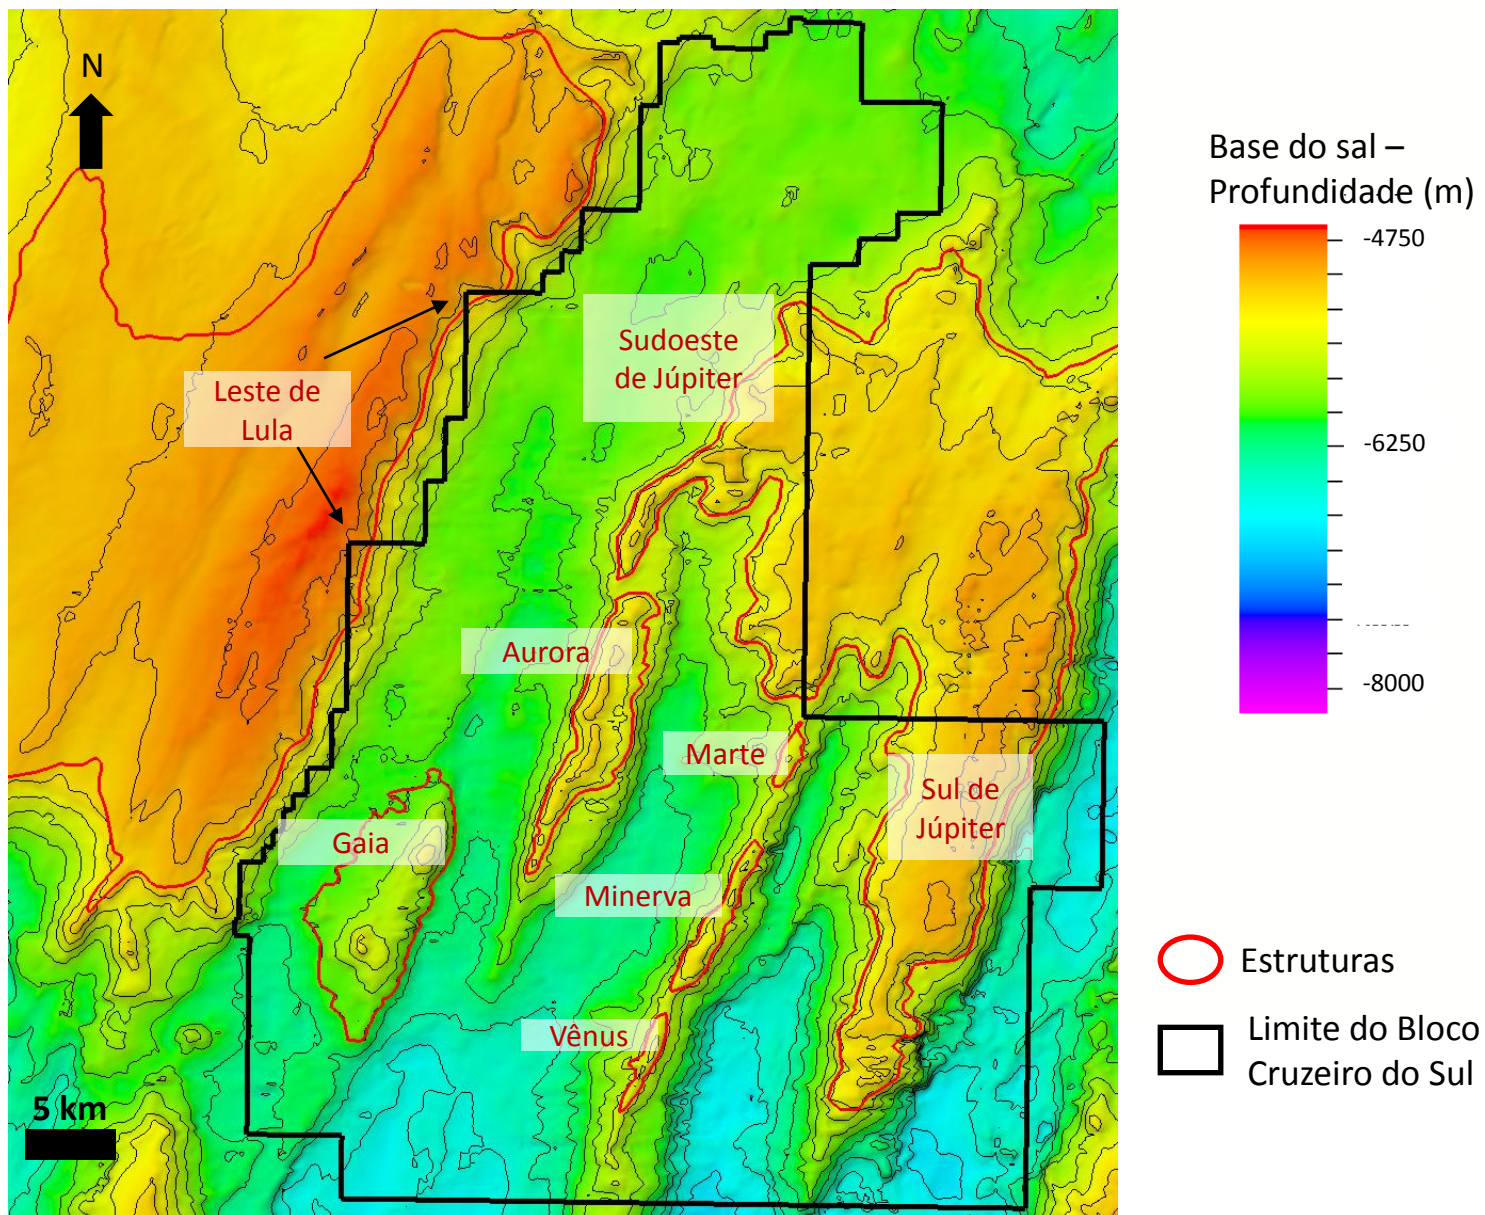 N
Base do sal –
Profundidade (m)
-4750
-6250
-8000
Sudoeste
de Júpiter
Leste de
Lula
Aurora
Marte
Sul de
Júpiter
Gaia
Minerva
Vênus
5 km
Estruturas
Limite do Bloco
Cruzeiro do Sul